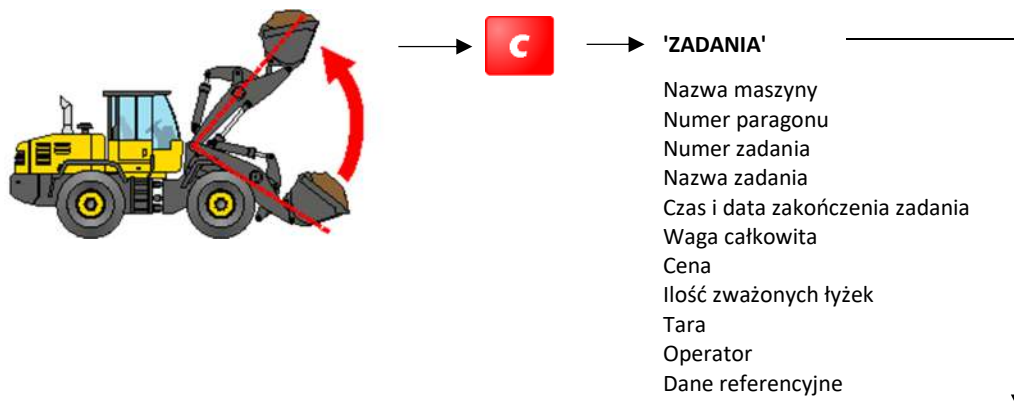 C
'ZADANIA'
Nazwa maszyny
Numer paragonu
Numer zadania
Nazwa zadania
Czas i data zakończenia zadania
Waga całkowita
Cena
Ilość zważonych łyżek
Tara
Operator
Dane referencyjne